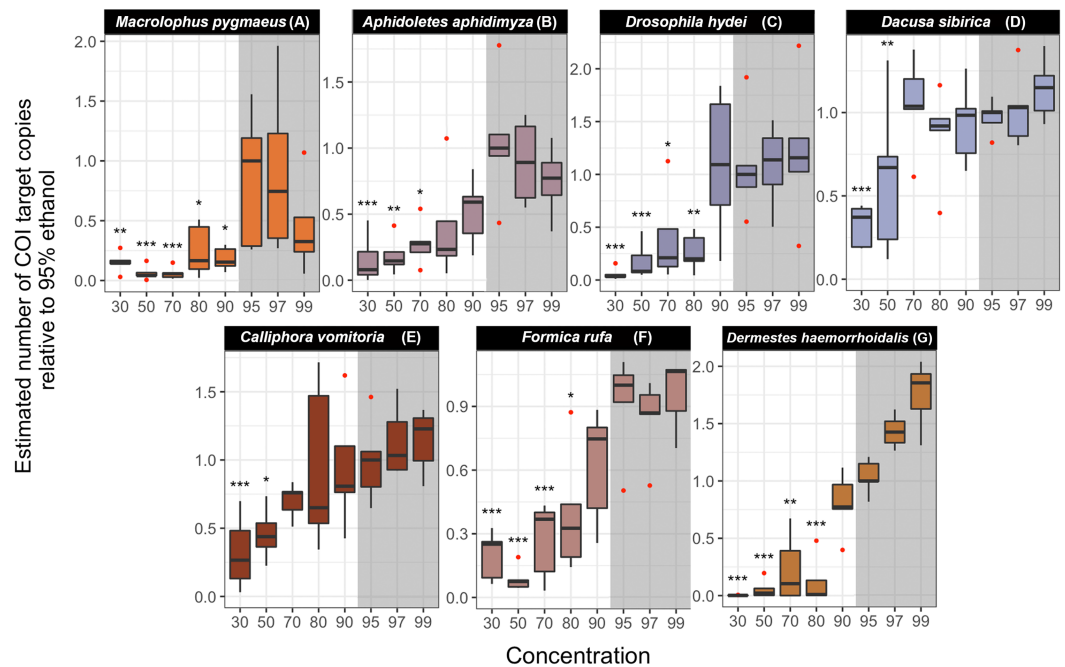 Macrolophus pygmaeus (A)
Aphidoletes aphidimyza (B)
Drosophila hydei (C)
Dacusa sibirica (D)
Estimated number of COI target copies
relative to 95% ethanol
2.0
1.5
1.0
0.5
0.0
** *** *** * *
30 50 70 80 90 95 97 99
1.5
1.0
0.5
0.0
*** ** *
30 50 70 80 90 95 97 99
2.0
1.5
1.0
0.5
0.0
*** *** * **
30 50 70 80 90 95 97 99
1.0
0.5
0.0
*** **
30 50 70 80 90 95 97 99
Calliphora vomitoria (E)
Formica rufa (F)
Dermestes haemorrhoidalis (G)
1.5
1.0
0.5
0.0
*** *
30 50 70 80 90 95 97 99
0.9
0.6
0.3
0.0
*** *** *** *
30 50 70 80 90 95 97 99
2.0
1.5
1.0
0.5
0.0
*** *** ** ***
30 50 70 80 90 95 97 99
Concentration